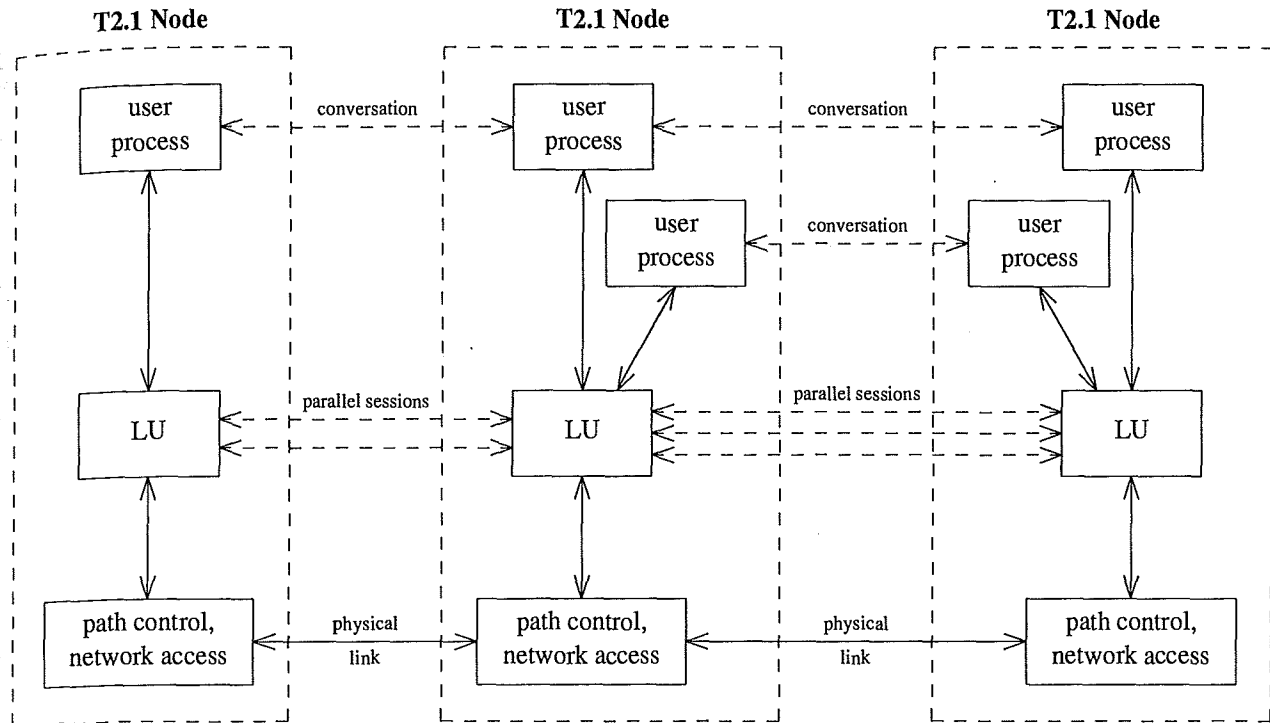 T2.1 Node
T2.1 Node
T2.1 Node
user
process
conversation
user
process
conversation
user
process
user
process
conversation
user
process
LU
parallel sessions
LU
parallel sessions
LU
path control,
network access
physical
link
path control,
network access
physical
link
path control,
network access